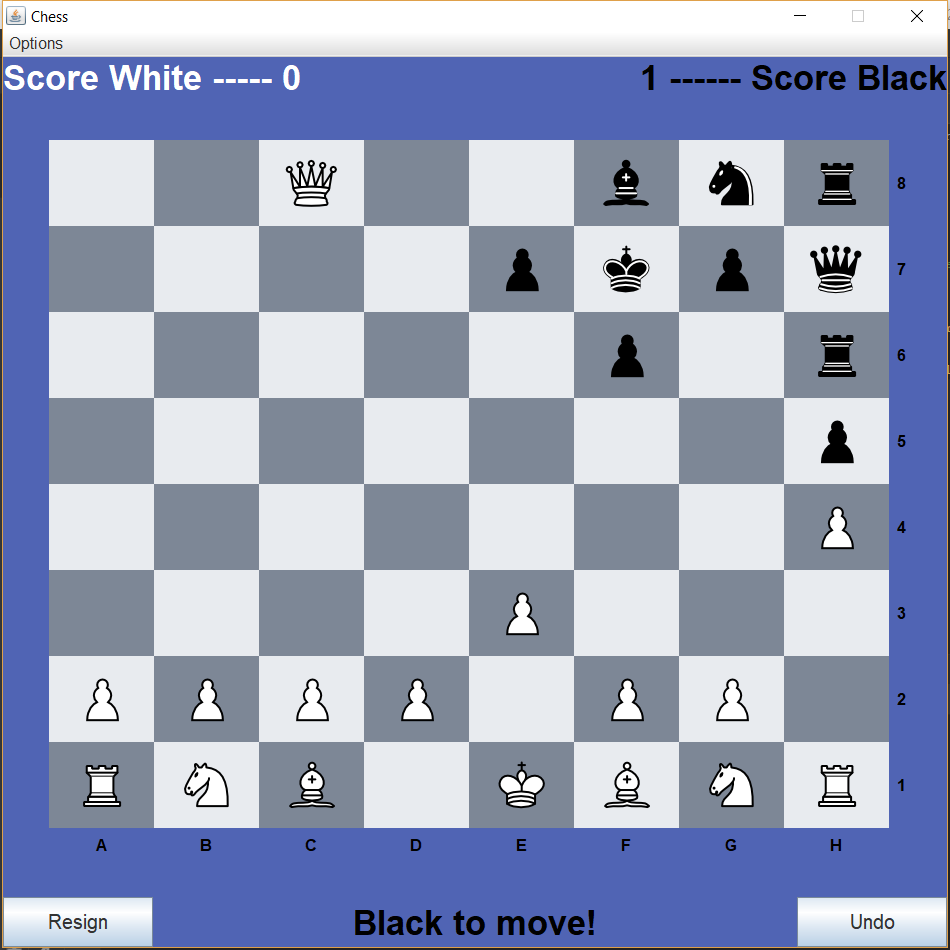 Chess
Options
Score White ----- 0
1 ------ Score Black
8
7
6
5
4
3
2
1
A B C D E F G H
Resign
Black to move!
Undo